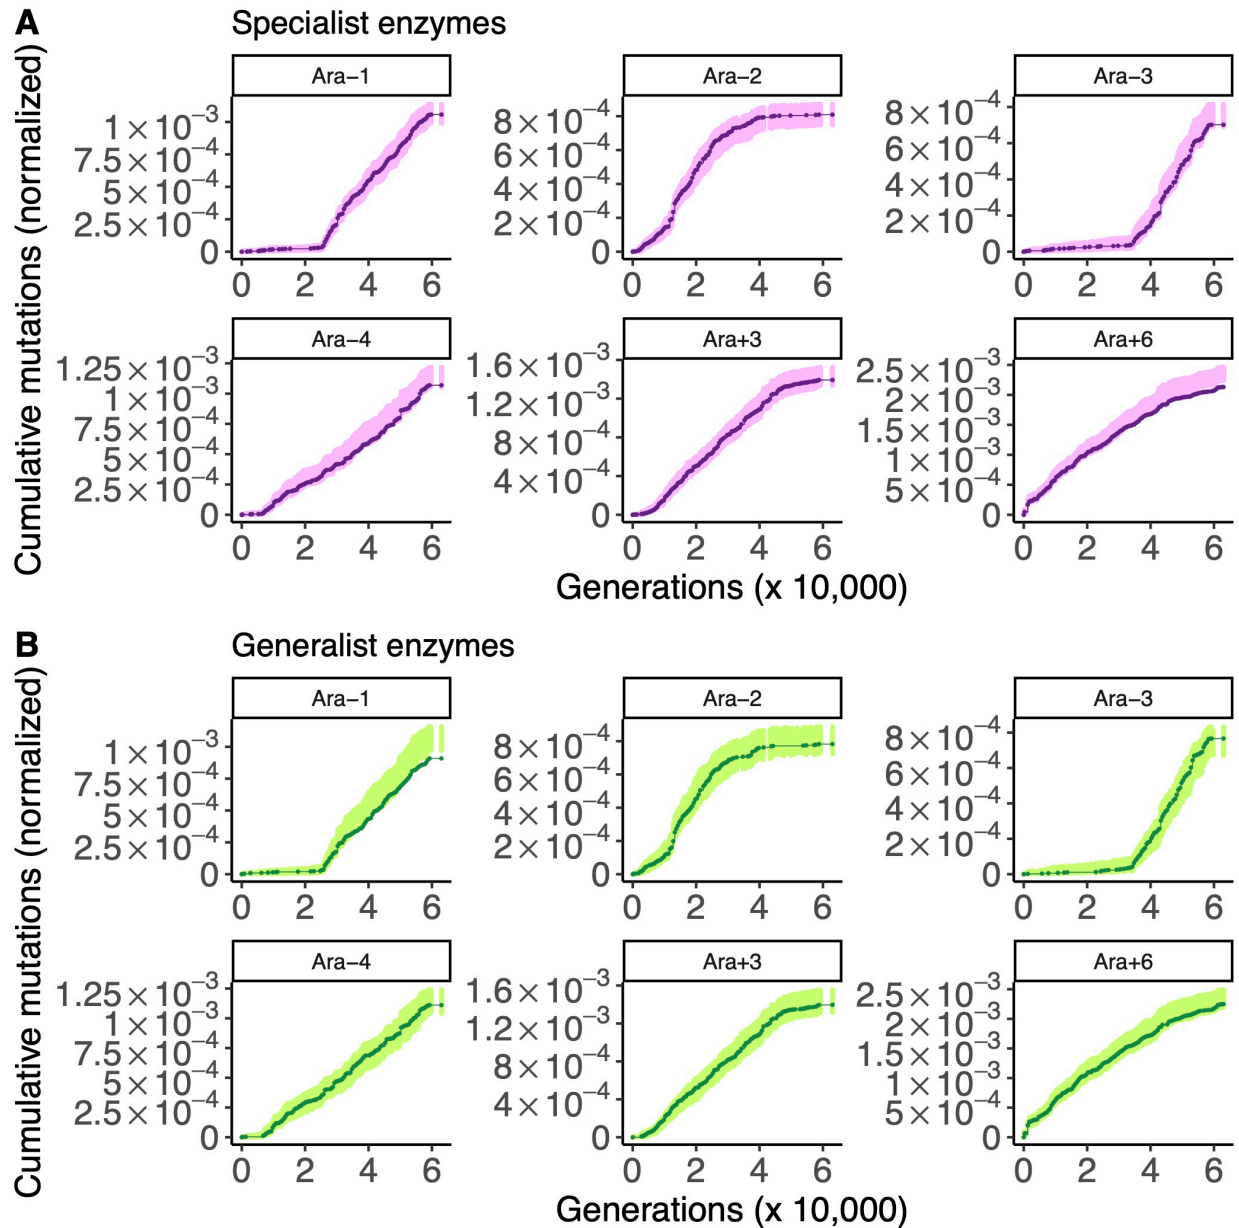 A Specialist enzymes
Cumulative mutations (normalized)
Ara−1 Ara−2 Ara−3
1×10⁻³ 8×10⁻⁴ 8×10⁻⁴
7.5×10⁻⁴ 6×10⁻⁴ 6×10⁻⁴
5×10⁻⁴ 4×10⁻⁴ 4×10⁻⁴
2.5×10⁻⁴ 2×10⁻⁴ 2×10⁻⁴
0 0 0
0 2 4 6 0 2 4 6 0 2 4 6
Ara−4 Ara+3 Ara+6
1.25×10⁻³ 1.6×10⁻³ 2.5×10⁻³
1×10⁻³ 1.2×10⁻³ 2×10⁻³
7.5×10⁻⁴ 8×10⁻⁴ 1.5×10⁻³
5×10⁻⁴ 4×10⁻⁴ 1×10⁻³
2.5×10⁻⁴ 5×10⁻⁴
0 0 0
0 2 4 6 0 2 4 6 0 2 4 6
Generations (x 10,000)
B Generalist enzymes
Cumulative mutations (normalized)
Ara−1 Ara−2 Ara−3
1×10⁻³ 8×10⁻⁴ 8×10⁻⁴
7.5×10⁻⁴ 6×10⁻⁴ 6×10⁻⁴
5×10⁻⁴ 4×10⁻⁴ 4×10⁻⁴
2.5×10⁻⁴ 2×10⁻⁴ 2×10⁻⁴
0 0 0
0 2 4 6 0 2 4 6 0 2 4 6
Ara−4 Ara+3 Ara+6
1.25×10⁻³ 1.6×10⁻³ 2.5×10⁻³
1×10⁻³ 1.2×10⁻³ 2×10⁻³
7.5×10⁻⁴ 8×10⁻⁴ 1.5×10⁻³
5×10⁻⁴ 4×10⁻⁴ 1×10⁻³
2.5×10⁻⁴ 5×10⁻⁴
0 0 0
0 2 4 6 0 2 4 6 0 2 4 6
Generations (x 10,000)